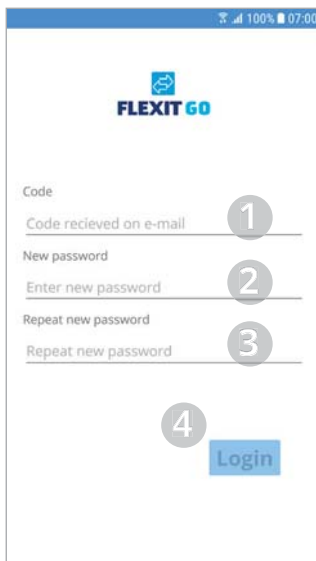 100% 07:00
FLEXIT GO
Code
Code recieved on e-mail 1
New password
Enter new password 2
Repeat new password
Repeat new password 3
4
Login